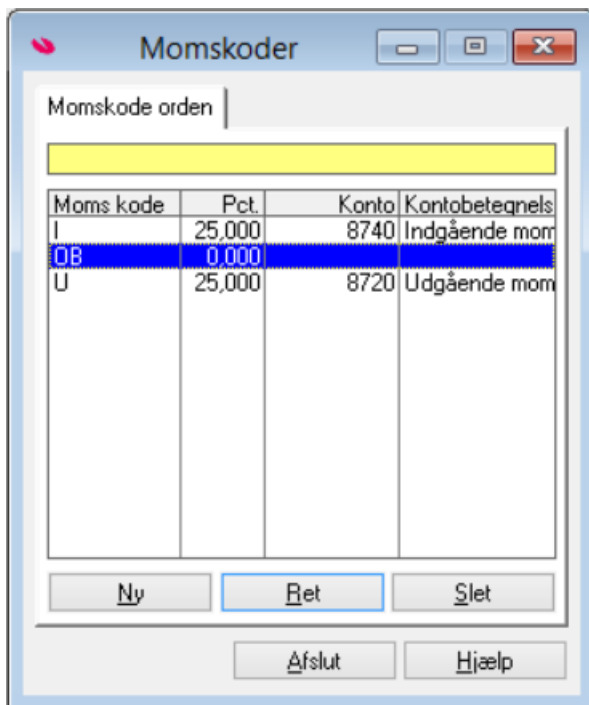 Momskoder
Momskode orden
Moms kode Pct. Konto Kontobetegnels
I 25,000 8740 Indgående mom
OB 0,000
U 25,000 8720 Udgående mom
Ny Ret Slet
Afslut Hjælp